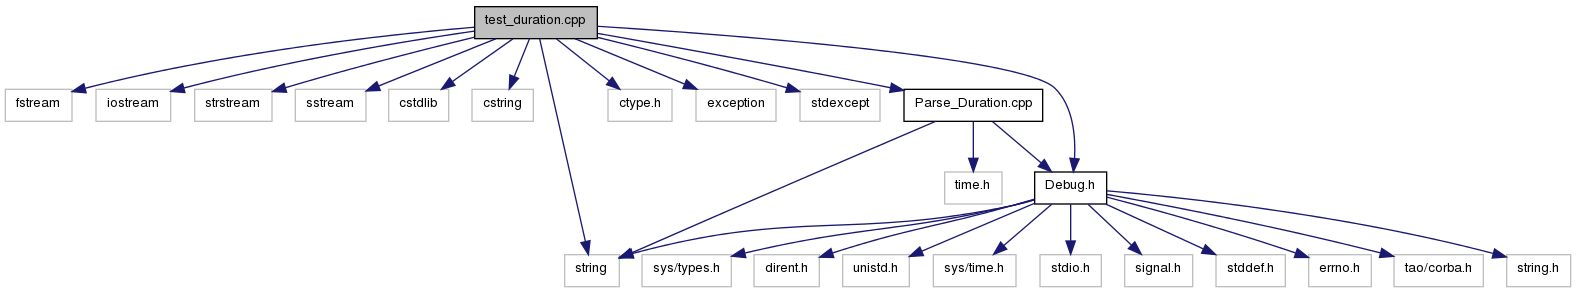 test_duration.cpp
fstream
iostream
strstream
sstream
cstdlib
cstring
ctype.h
exception
stdexcept
Parse_Duration.cpp
time.h
Debug.h
string
sys/types.h
dirent.h
unistd.h
sys/time.h
stdio.h
signal.h
stddef.h
errno.h
tao/corba.h
string.h